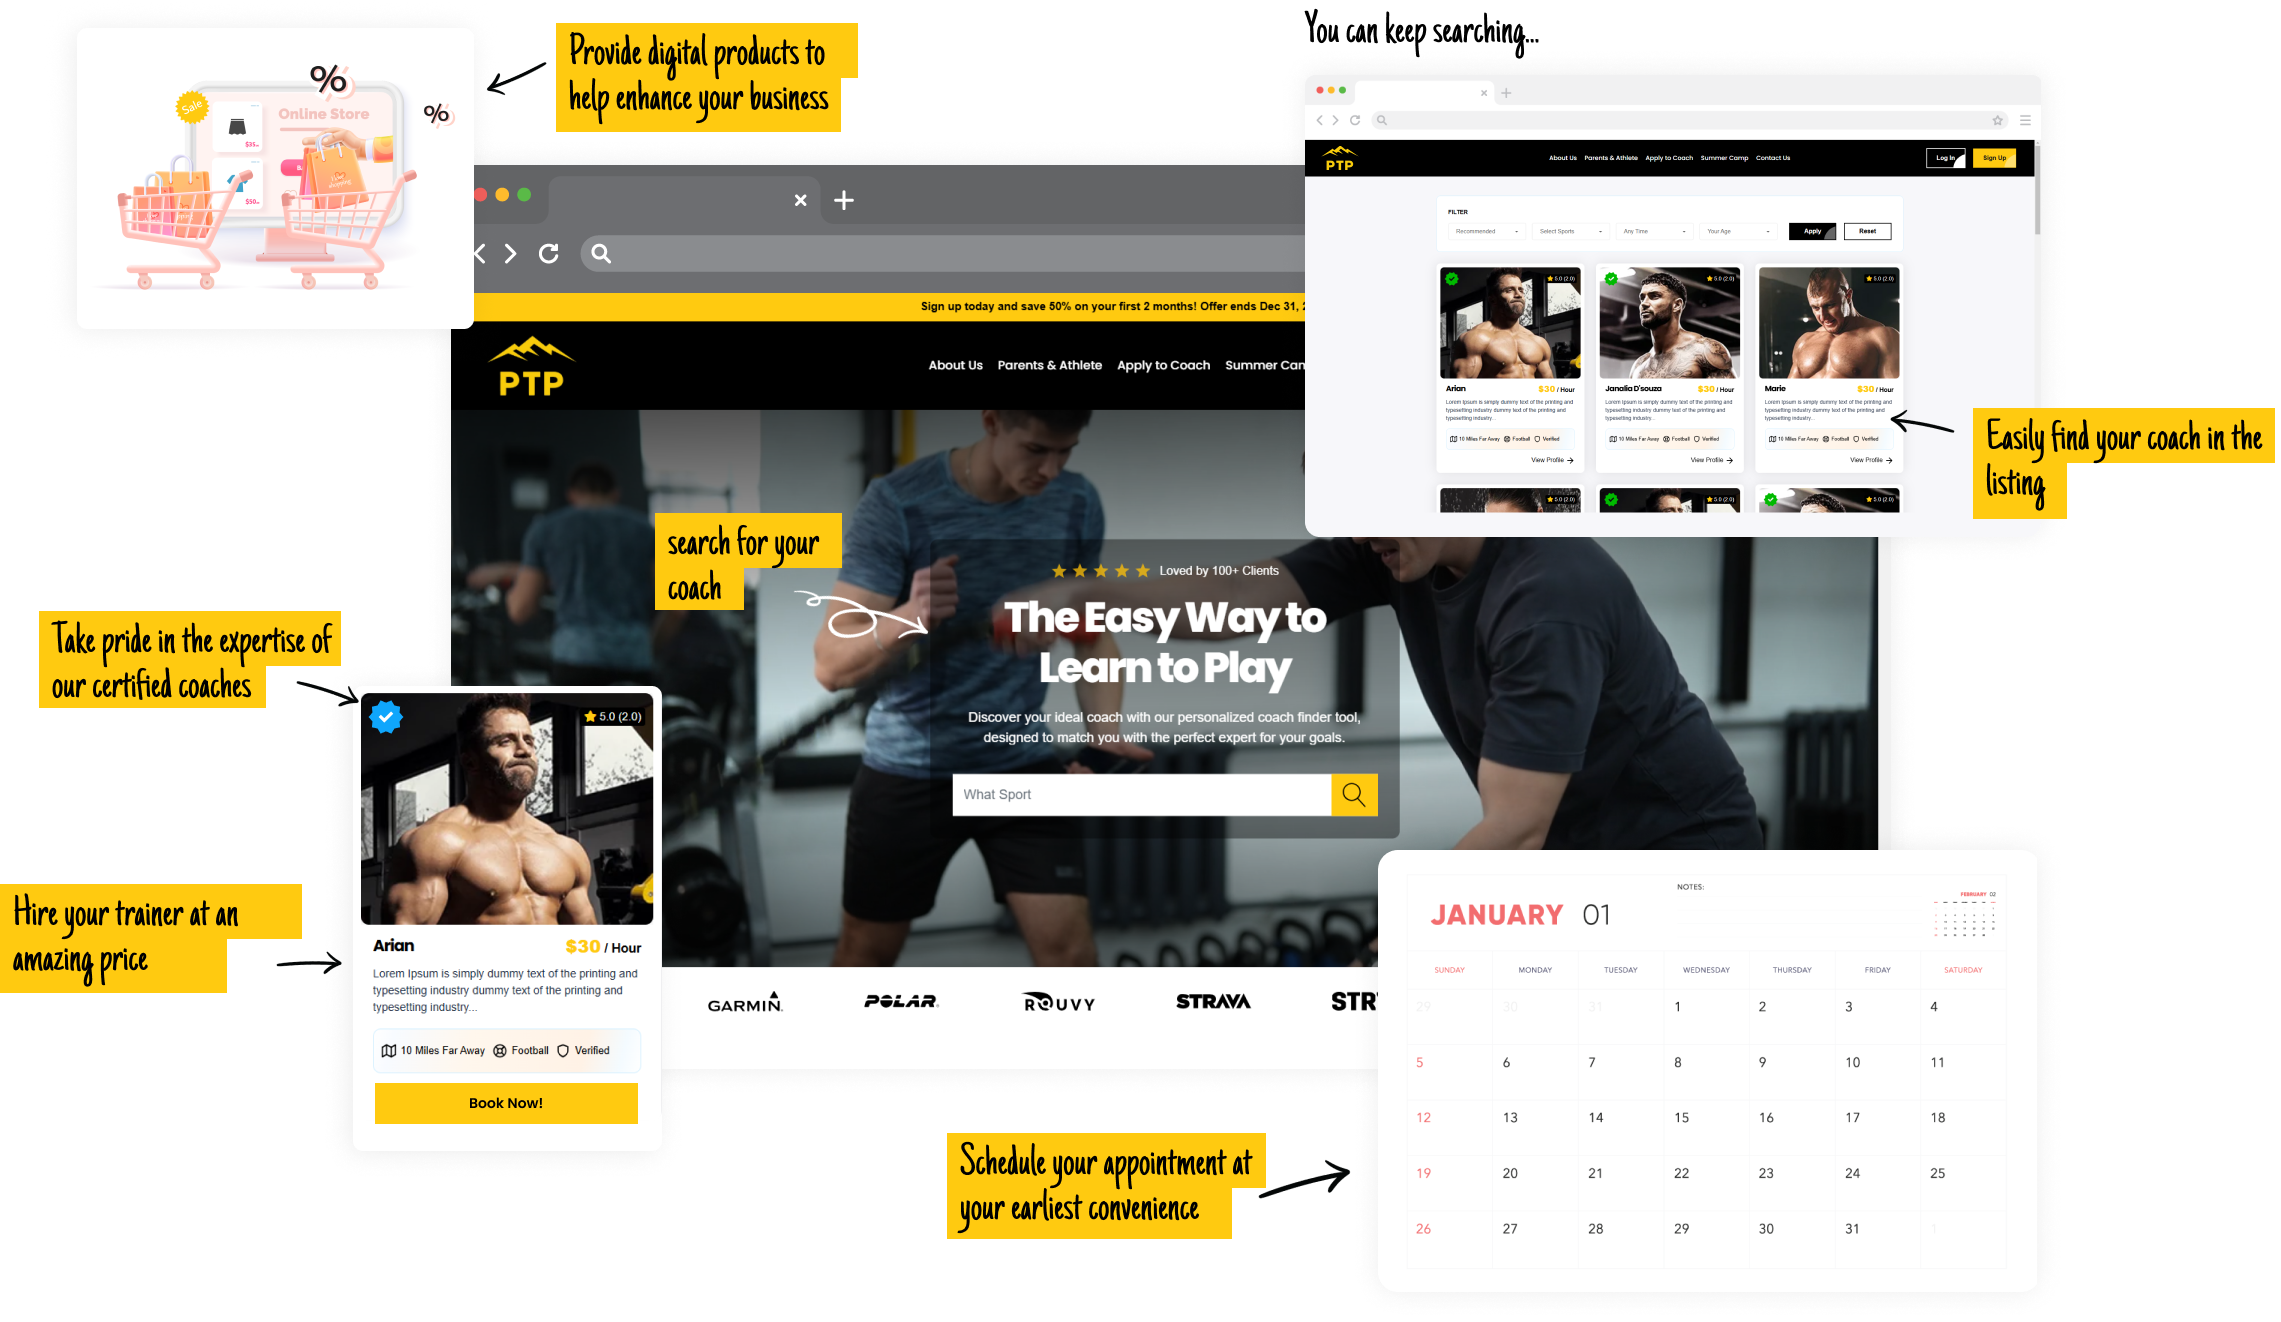 You can keep searching...
Provide digital products to
help enhance your business
%
%
Sale
Online Store
$35
$50
PTP
About Us Parents & Athlete Apply to Coach Summer Camp Contact Us
Log In
Sign Up
FILTER
Recommended
Select Sports
Any Time
Your Age
Apply
Reset
5.0 (2.0)
5.0 (2.0)
5.0 (2.0)
Arian $30 / Hour
Lorem Ipsum is simply dummy text of the printing and
typesetting industry dummy text of the printing and
typesetting industry...
10 Miles Far Away Football Verified
View Profile
Janalia D'souza $30 / Hour
Lorem Ipsum is simply dummy text of the printing and
typesetting industry dummy text of the printing and
typesetting industry...
10 Miles Far Away Football Verified
View Profile
Marie $30 / Hour
Lorem Ipsum is simply dummy text of the printing and
typesetting industry dummy text of the printing and
typesetting industry...
10 Miles Far Away Football Verified
View Profile
5.0 (2.0)
5.0 (2.0)
5.0 (2.0)
Easily find your coach in the
listing
Sign up today and save 50% on your first 2 months! Offer ends Dec 31,
PTP
About Us Parents & Athlete Apply to Coach Summer Cam
search for your
coach
Loved by 100+ Clients
The Easy Way to
Learn to Play
Discover your ideal coach with our personalized coach finder tool,
designed to match you with the perfect expert for your goals.
What Sport
Take pride in the expertise of
our certified coaches
5.0 (2.0)
Hire your trainer at an
amazing price
Arian $30 / Hour
Lorem Ipsum is simply dummy text of the printing and
typesetting industry dummy text of the printing and
typesetting industry...
10 Miles Far Away Football Verified
Book Now!
GARMIN POLAR ROUVY STRAVA STR
Schedule your appointment at
your earliest convenience
NOTES:
JANUARY 01
FEBRUARY 02
SUNDAY MONDAY TUESDAY WEDNESDAY THURSDAY FRIDAY SATURDAY
29 30 31 1 2 3 4
5 6 7 8 9 10 11
12 13 14 15 16 17 18
19 20 21 22 23 24 25
26 27 28 29 30 31 1